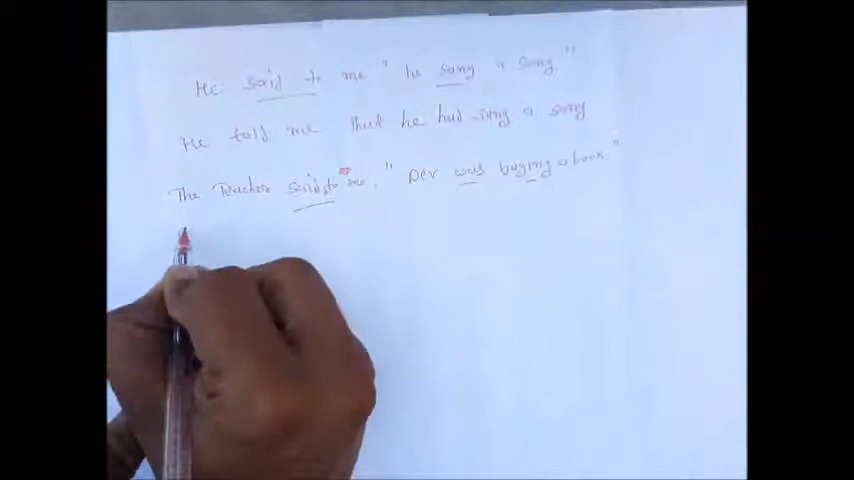 He said to me " he sang a song."
He told me that he had sung a song
The Teacher said to me, " Dev was buying a book."